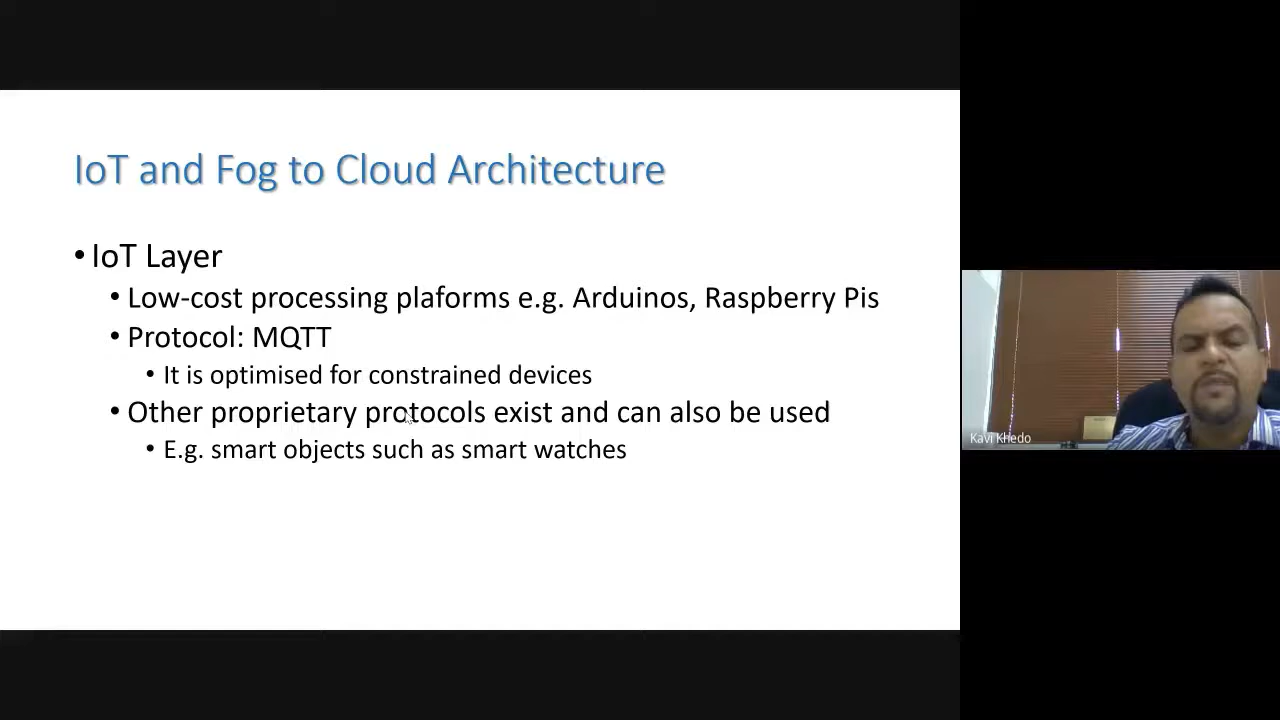 IoT and Fog to Cloud Architecture
• IoT Layer
• Low-cost processing plaforms e.g. Arduinos, Raspberry Pis
• Protocol: MQTT
• It is optimised for constrained devices
• Other proprietary protocols exist and can also be used
• E.g. smart objects such as smart watches
Kavi Khedo